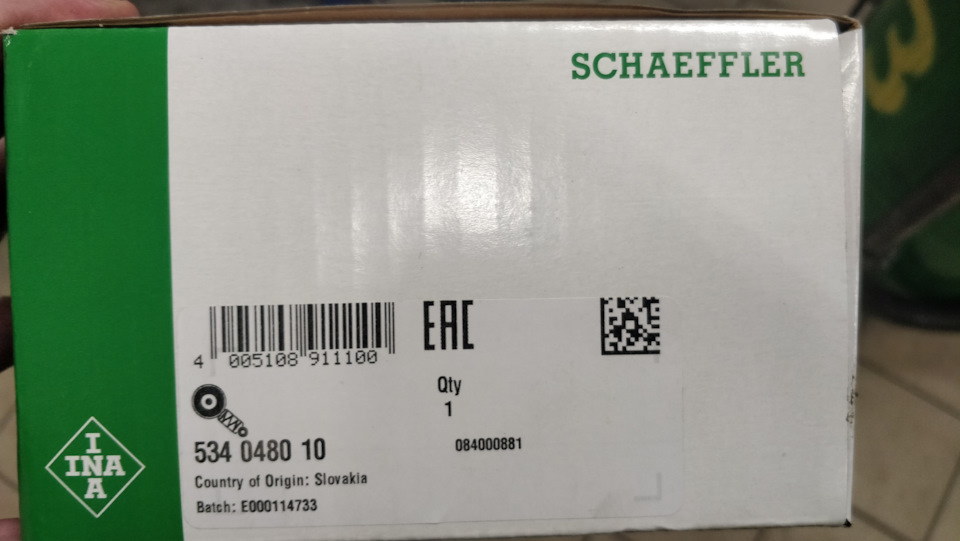 SCHAEFFLER
4 005108 911100
EAC
Qty
1
534 0480 10
084000881
Country of Origin: Slovakia
Batch: E000114733
I
INA
A